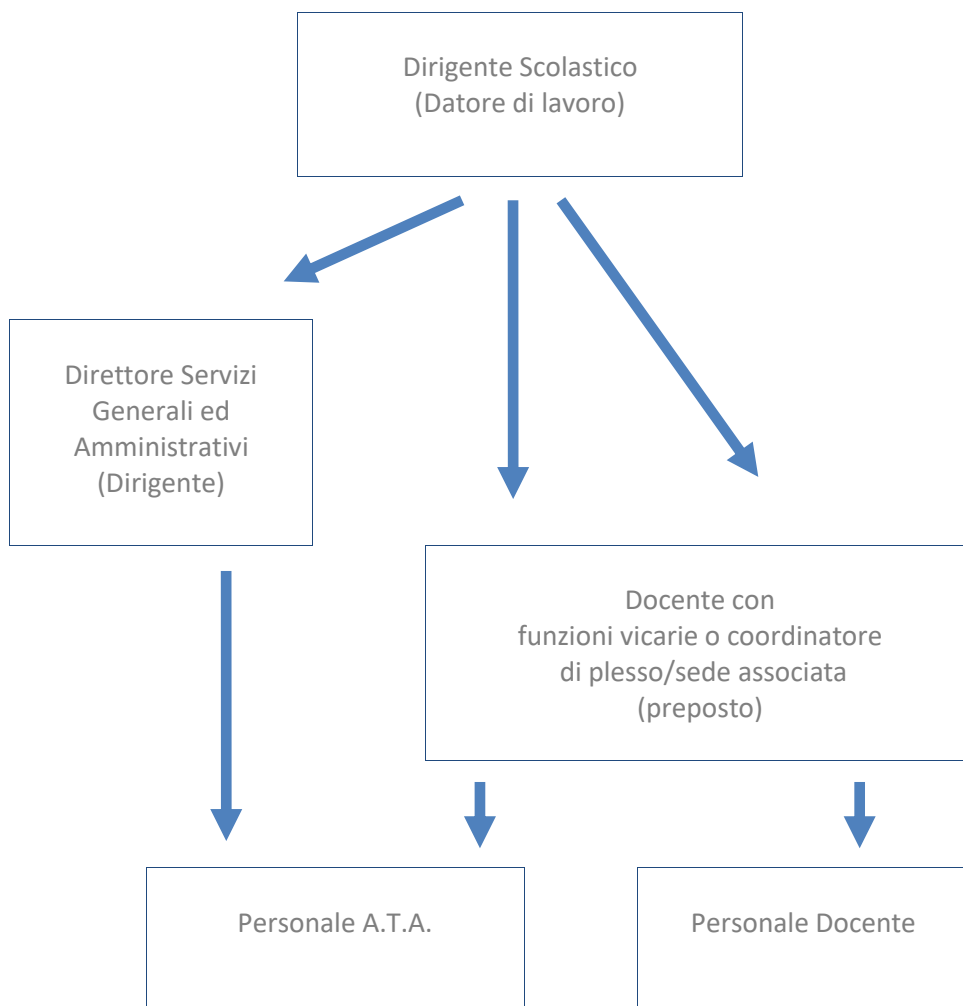 Dirigente Scolastico
(Datore di lavoro)
Direttore Servizi
Generali ed
Amministrativi
(Dirigente)
Docente con
funzioni vicarie o coordinatore
di plesso/sede associata
(preposto)
Personale A.T.A.
Personale Docente